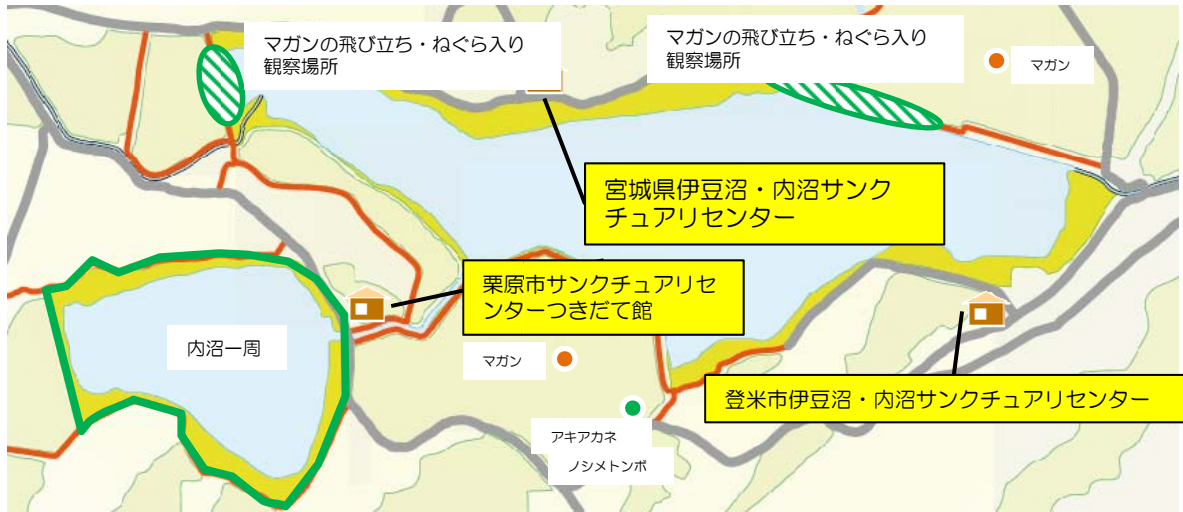 マガンの飛び立ち・ねぐら入り
観察場所
マガンの飛び立ち・ねぐら入り
観察場所
マガン
宮城県伊豆沼・内沼サンク
チュアリセンター
栗原市サンクチュアリセ
ンターつきだて館
内沼一周
マガン
登米市伊豆沼・内沼サンクチュアリセンター
アキアカネ
ノシメトンボ